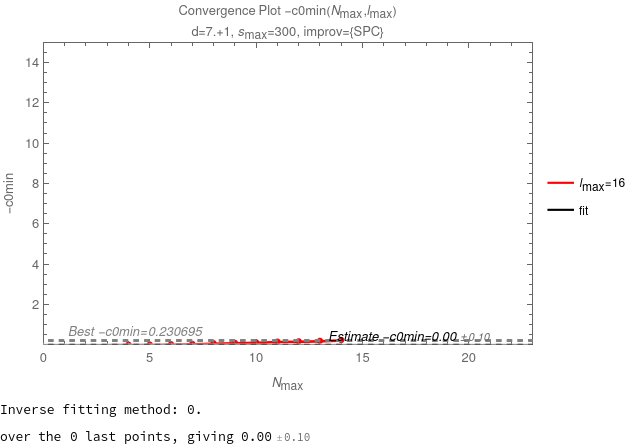 Convergence Plot −c0min(Nmax,lmax)
d=7.+1, smax=300, improv={SPC}
14
12
10
8
6
4
2
−c0min
lmax=16
fit
Best −c0min=0.230695
Estimate −c0min=0.00 ±0.10
0 5 10 15 20
Nmax
Inverse fitting method: 0.
over the 0 last points, giving 0.00 ±0.10